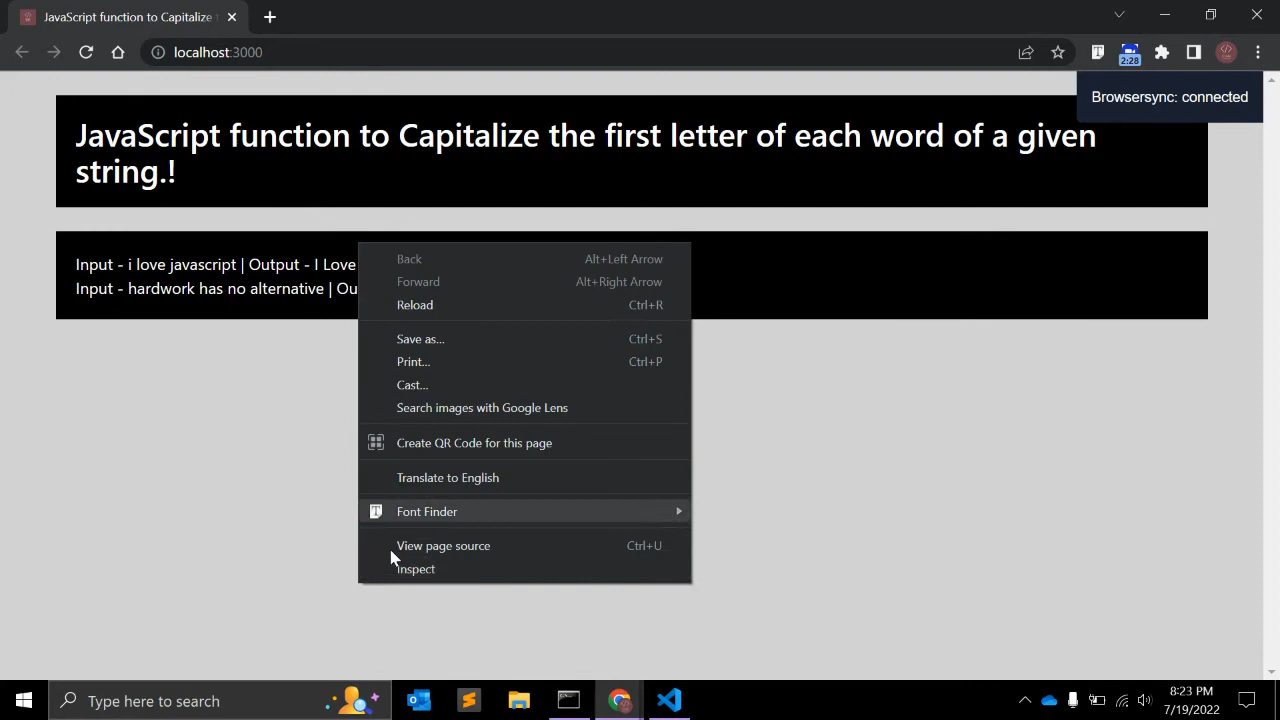 JavaScript function to Capitalize
localhost:3000
2:28
Browsersync: connected
JavaScript function to Capitalize the first letter of each word of a given
string.!
Input - i love javascript | Output - I Love
Input - hardwork has no alternative | Ou
Back Alt+Left Arrow
Forward Alt+Right Arrow
Reload Ctrl+R
Save as... Ctrl+S
Print... Ctrl+P
Cast...
Search images with Google Lens
Create QR Code for this page
Translate to English
Font Finder
View page source Ctrl+U
Inspect
Type here to search
8:23 PM
7/19/2022